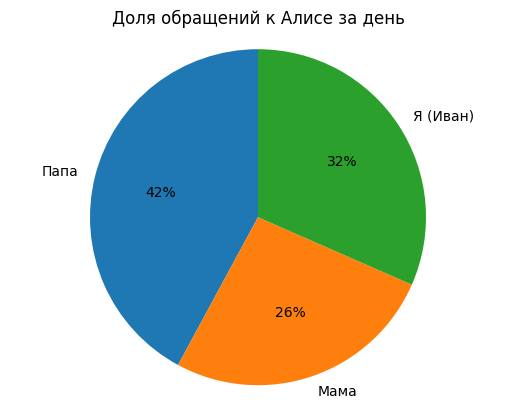 Доля обращений к Алисе за день
Я (Иван)
32%
Папа
42%
26%
Мама